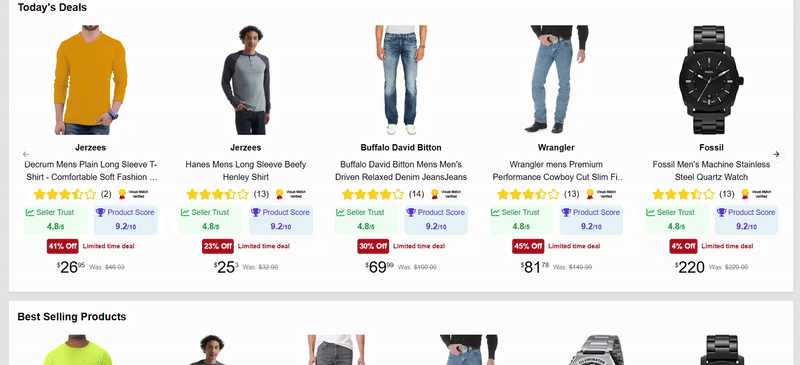 Today's Deals
Jerzees
Decrum Mens Plain Long Sleeve T-
Shirt - Comfortable Soft Fashion ...
(2)
Visual Match
verified
Seller Trust
4.8/5
Product Score
9.2/10
41% Off
Limited time deal
$2695
Was: $46.03
Jerzees
Hanes Mens Long Sleeve Beefy
Henley Shirt
(13)
Visual Match
verified
Seller Trust
4.8/5
Product Score
9.2/10
23% Off
Limited time deal
$253
Was: $32.99
Buffalo David Bitton
Buffalo David Bitton Mens Men's
Driven Relaxed Denim JeansJeans
(14)
Visual Match
verified
Seller Trust
4.8/5
Product Score
9.2/10
30% Off
Limited time deal
$6999
Was: $100.00
Wrangler
Wrangler mens Premium
Performance Cowboy Cut Slim Fi..
(13)
Visual Match
verified
Seller Trust
4.8/5
Product Score
9.2/10
45% Off
Limited time deal
$8178
Was: $149.99
FOSSIL
Fossil
Fossil Men's Machine Stainless
Steel Quartz Watch
(13)
Visual Match
verified
Seller Trust
4.8/5
Product Score
9.2/10
4% Off
Limited time deal
$220
Was: $229.00
Best Selling Products